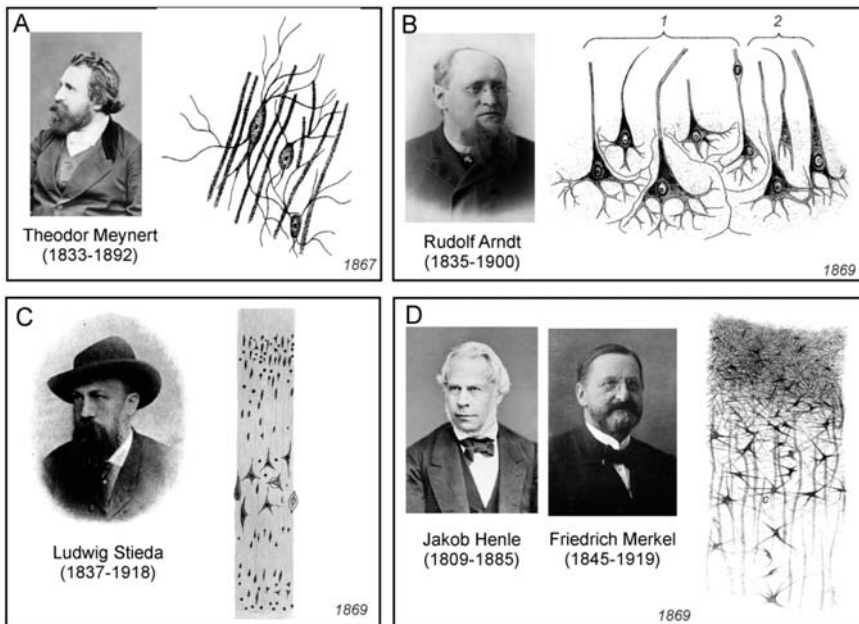 A
Theodor Meynert
(1833-1892)
1867
B
1
2
Rudolf Arndt
(1835-1900)
1869
C
Ludwig Stieda
(1837-1918)
1869
D
c
Jakob Henle
(1809-1885)
Friedrich Merkel
(1845-1919)
1869